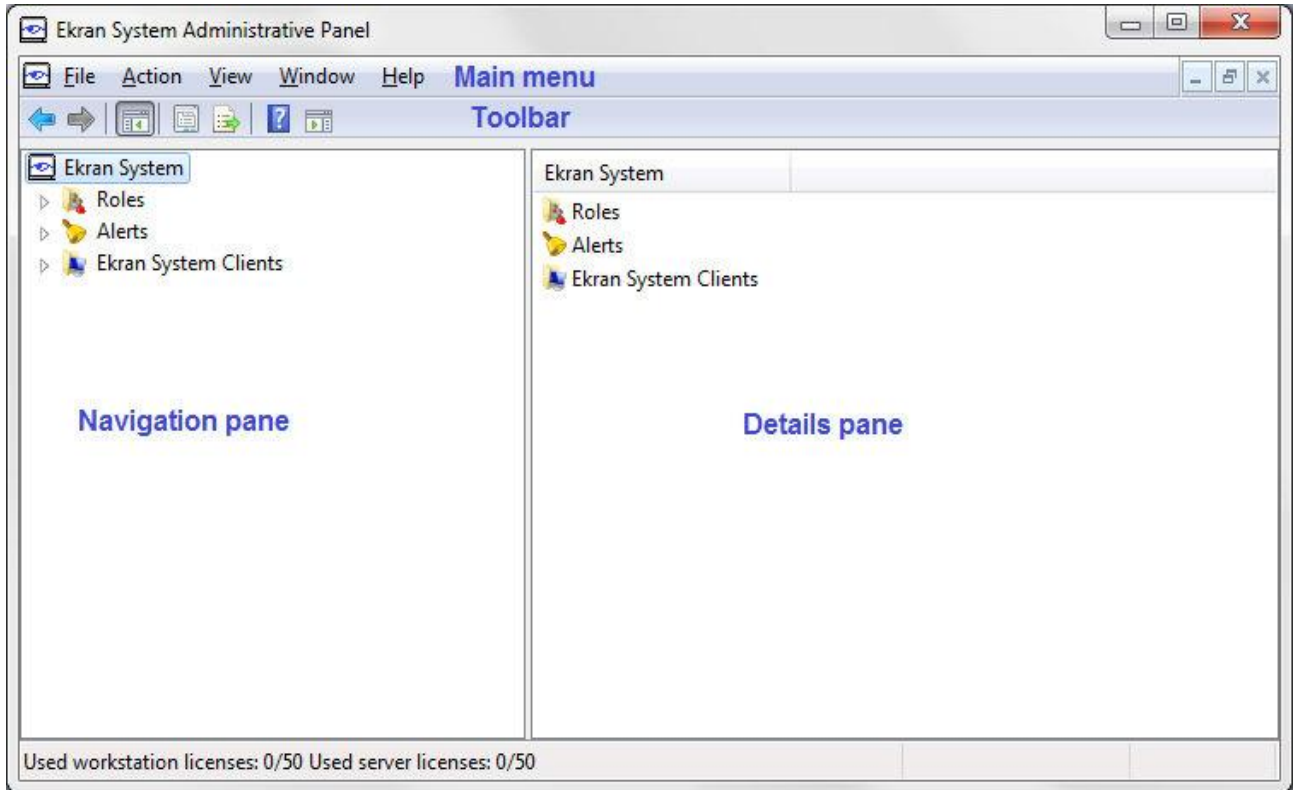 Ekran System Administrative Panel
File Action View Window Help Main menu
Toolbar
Ekran System
Roles
Alerts
Ekran System Clients
Navigation pane
Ekran System
Roles
Alerts
Ekran System Clients
Details pane
Used workstation licenses: 0/50 Used server licenses: 0/50